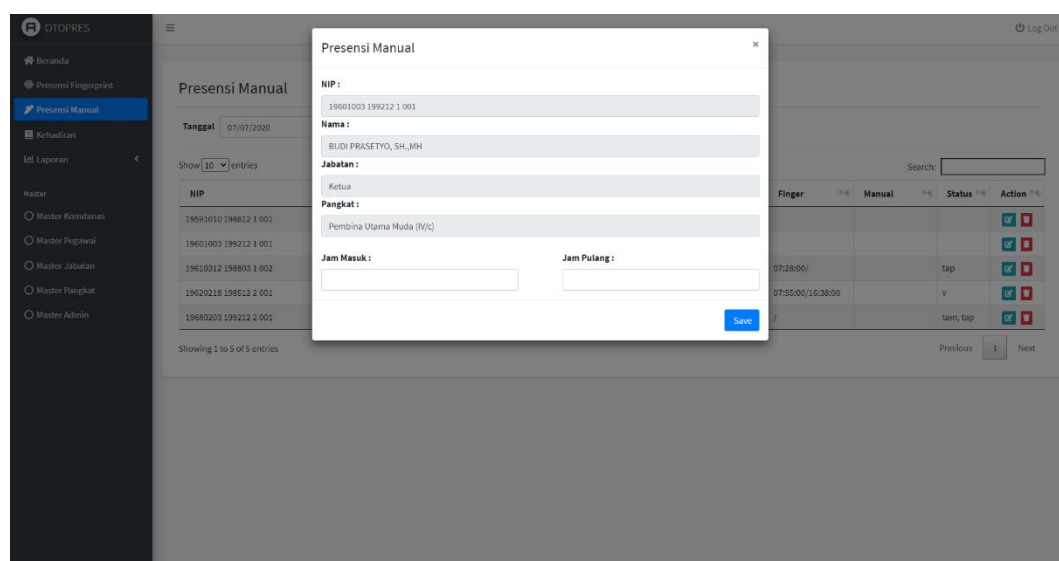 OTOPRES
Log Out
Beranda
Presensi Fingerprint
Presensi Manual
Kehadiran
Laporan
Master
Master Komdanas
Master Pegawai
Master Jabatan
Master Pangkat
Master Admin
Presensi Manual
Tanggal 07/07/2020
Show 10 entries
Search:
NIP Finger Manual Status Action
19591010 198612 1 001
19601003 199212 1 001
19610312 198803 1 002 07:28:00/ tap
19620218 198512 2 001 07:55:00/16:38:00 v
19680203 199212 2 001 / tam, tap
Showing 1 to 5 of 5 entries
Previous 1 Next
Presensi Manual ×
NIP :
19601003 199212 1 001
Nama :
BUDI PRASETYO, SH.,MH
Jabatan :
Ketua
Pangkat :
Pembina Utama Muda (IV/c)
Jam Masuk : Jam Pulang :
Save